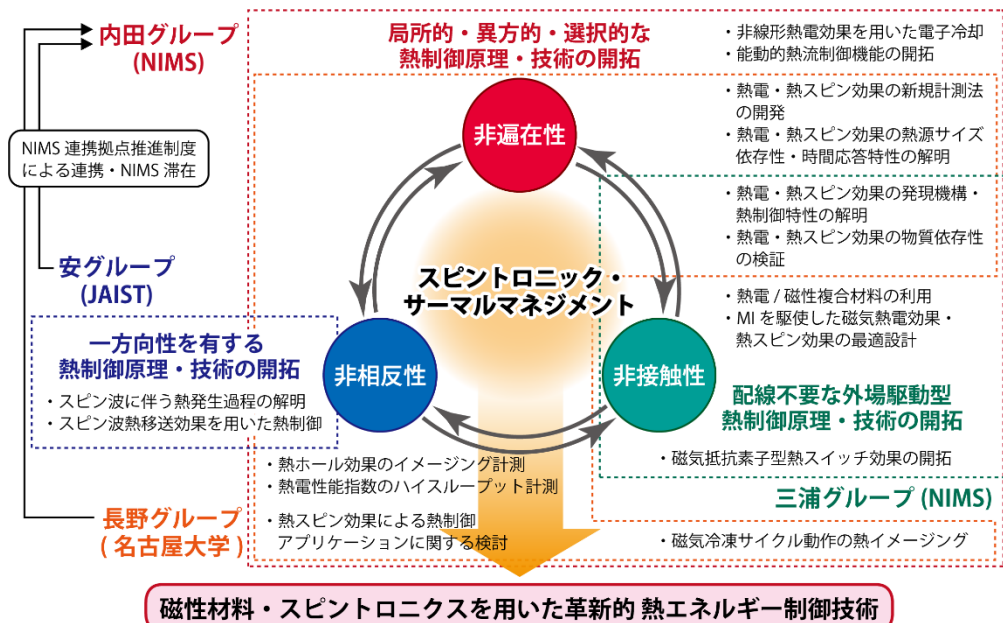 内田グループ
(NIMS)
NIMS 連携拠点推進制度
による連携・NIMS 滞在
安グループ
(JAIST)
一方向性を有する
熱制御原理・技術の開拓
・スピン波に伴う熱発生過程の解明
・スピン波熱移送効果を用いた熱制御
長野グループ
( 名古屋大学 )
局所的・異方的・選択的な
熱制御原理・技術の開拓
非遍在性
スピントロニック・
サーマルマネジメント
非相反性
非接触性
・非線形熱電効果を用いた電子冷却
・能動的熱流制御機能の開拓
・熱電・熱スピン効果の新規計測法
の開発
・熱電・熱スピン効果の熱源サイズ
依存性・時間応答特性の解明
・熱電・熱スピン効果の発現機構・
熱制御特性の解明
・熱電・熱スピン効果の物質依存性
の検証
・熱電 / 磁性複合材料の利用
・MI を駆使した磁気熱電効果・
熱スピン効果の最適設計
配線不要な外場駆動型
熱制御原理・技術の開拓
・磁気抵抗素子型熱スイッチ効果の開拓
三浦グループ (NIMS)
・熱ホール効果のイメージング計測
・熱電性能指数のハイスループット計測
・熱スピン効果による熱制御
アプリケーションに関する検討
・磁気冷凍サイクル動作の熱イメージング
磁性材料・スピントロニクスを用いた革新的 熱エネルギー制御技術